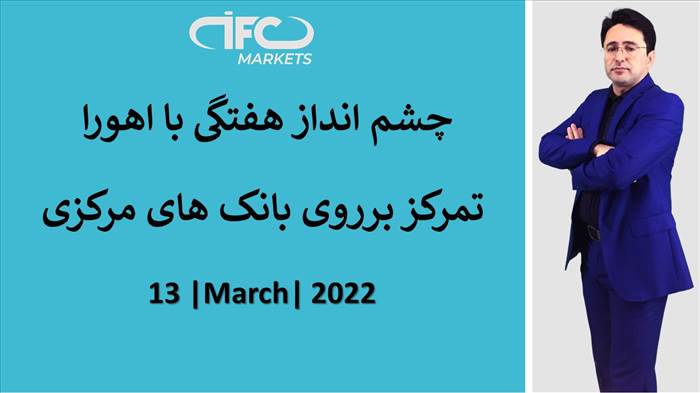 IFC
MARKETS
چشم انداز هفتگی با اهورا
تمرکز برروی بانک های مرکزی
13 |March| 2022